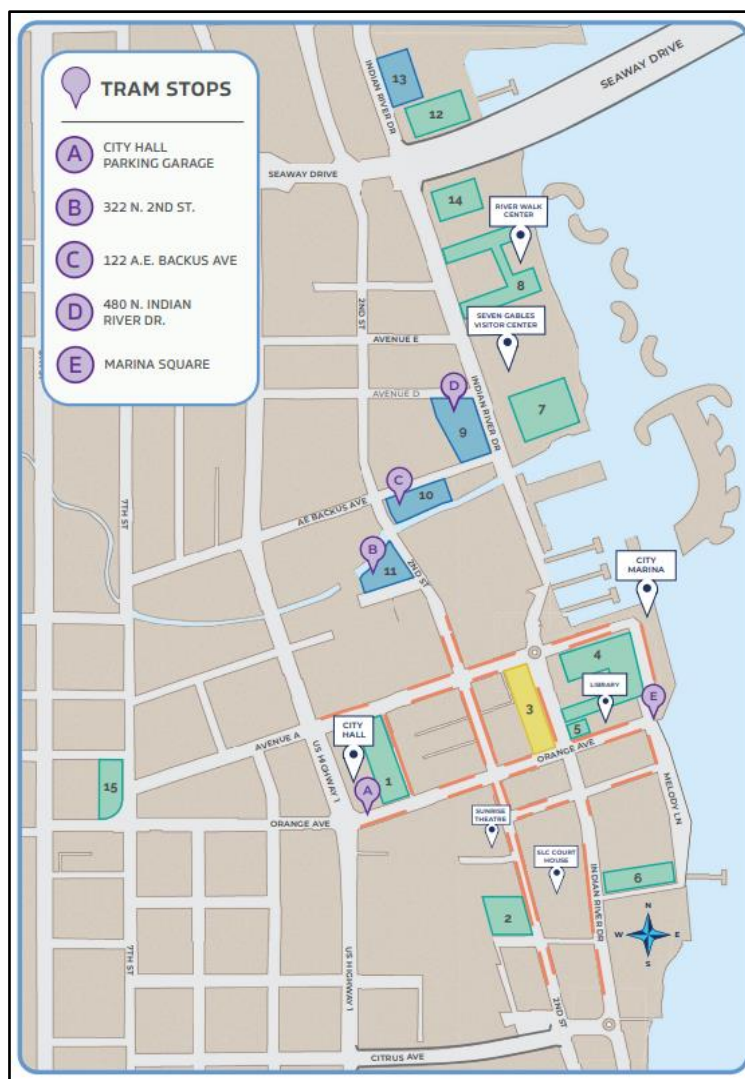 TRAM STOPS
A
CITY HALL
PARKING GARAGE
B
322 N. 2ND ST.
C
122 A.E. BACKUS AVE
D
480 N. INDIAN
RIVER DR.
E
MARINA SQUARE
INDIAN RIVER DR
13
12
SEAWAY DRIVE
SEAWAY DRIVE
14
RIVER WALK
CENTER
8
2ND ST
SEVEN GABLES
VISITOR CENTER
AVENUE E
INDIAN RIVER DR
AVENUE D
D
9
7
7TH ST
C
10
AE BACKUS AVE
B
11
2ND ST
CITY
MARINA
4
LIBRARY
E
3
5
CITY
HALL
AVENUE A
US HIGHWAY 1
1
ORANGE AVE
15
A
ORANGE AVE
MELODY LN
SUNRISE
THEATRE
SLC COURT
HOUSE
6
INDIAN RIVER DR
2
N
W
E
S
7TH ST
US HIGHWAY 1
2ND ST
CITRUS AVE